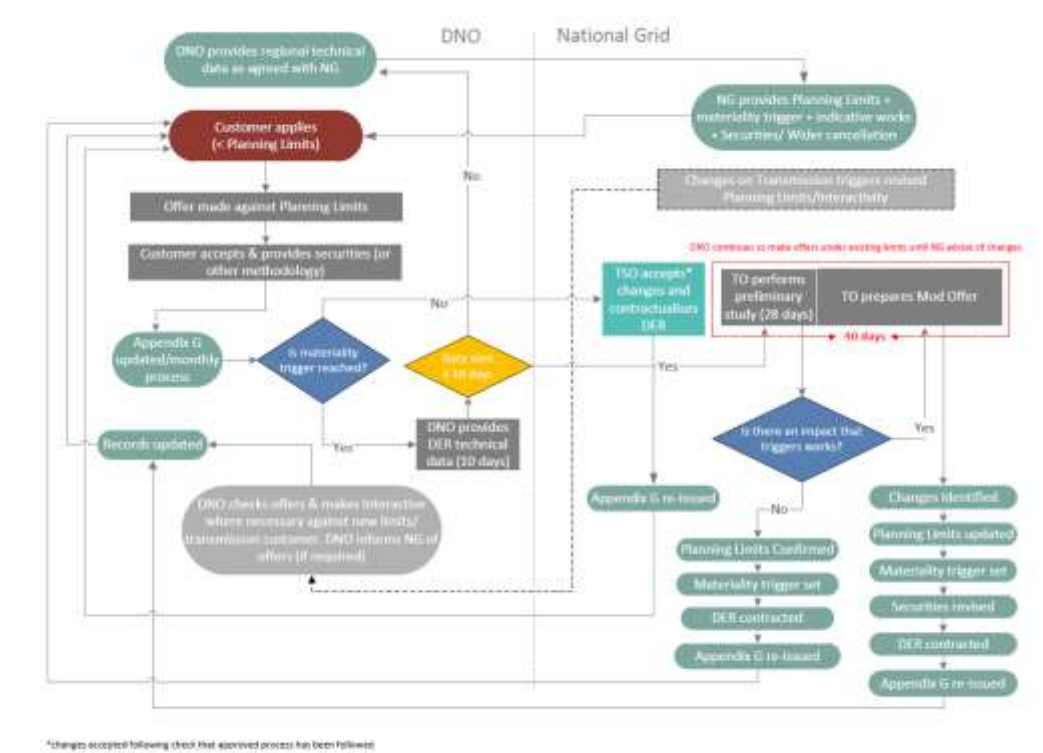 DNO
National Grid
DNO provides regional technical
data as agreed with NG
NG provides Planning Limits +
materiality trigger + indicative works
+ Securities/ Wider cancellation
Customer applies
(< Planning Limits)
No
Changes on Transmission triggers revised
Planning Limits/Interactivity
Offer made against Planning Limits
Customer accepts & provides securities (or
other methodology)
DNO continues to make offers under existing limits until NG advise of changes
No
TSO accepts*
changes and
contractualises
DER
TO performs
preliminary
study (28 days)
TO prepares Mod Offer
days
Appendix G
updated/monthly
process
Is materiality
trigger reached?
days
Yes
Is there an impact that
triggers works?
Yes
Records updated
Yes
DNO provides
DER technical
data (10 days)
DNO checks offers & makes interactive
where necessary against new limits/
transmission customer. DNO informs NG of
offers (if required)
Appendix G re-issued
No
Changes Identified
Planning Limits updated
Planning Limits Confirmed
Materiality trigger set
Materiality trigger set
Securities revised
DER contracted
DER contracted
Appendix G re-issued
Appendix G re-issued
*changes accepted following check that approved process has been followed